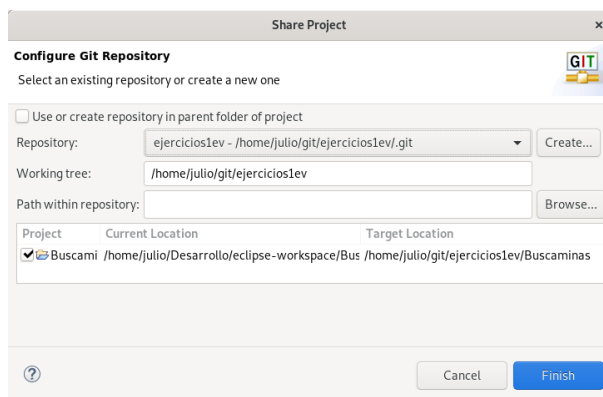 Share Project
×
Configure Git Repository
GIT
Select an existing repository or create a new one
Use or create repository in parent folder of project
Repository: ejercicios1ev - /home/julio/git/ejercicios1ev/.git Create...
Working tree: /home/julio/git/ejercicios1ev
Path within repository: Browse...
Project Current Location Target Location
Buscami /home/julio/Desarrollo/eclipse-workspace/Bus /home/julio/git/ejercicios1ev/Buscaminas
? Cancel Finish